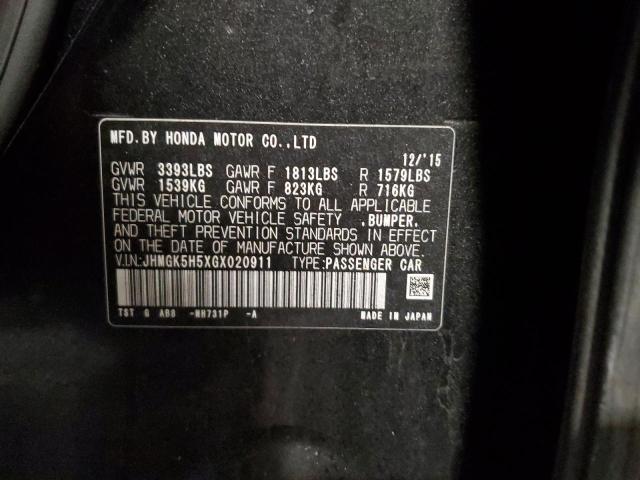 MFD.BY HONDA MOTOR CO.,LTD
12/'15
GVWR 3393LBS GAWR F 1813LBS R 1579LBS
GVWR 1539KG GAWR F 823KG R 716KG
THIS VEHICLE CONFORMS TO ALL APPLICABLE
FEDERAL MOTOR VEHICLE SAFETY ,BUMPER,
AND THEFT PREVENTION STANDARDS IN EFFECT
ON THE DATE OF MANUFACTURE SHOWN ABOVE.
V.I.N:JHMGK5H5XGX020911 TYPE:PASSENGER CAR
TST G AB8 -NH731P -A MADE IN JAPAN